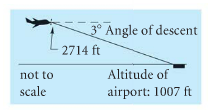 3° Angle of descent
2714 ft
not to Altitude of
scale airport: 1007 ft